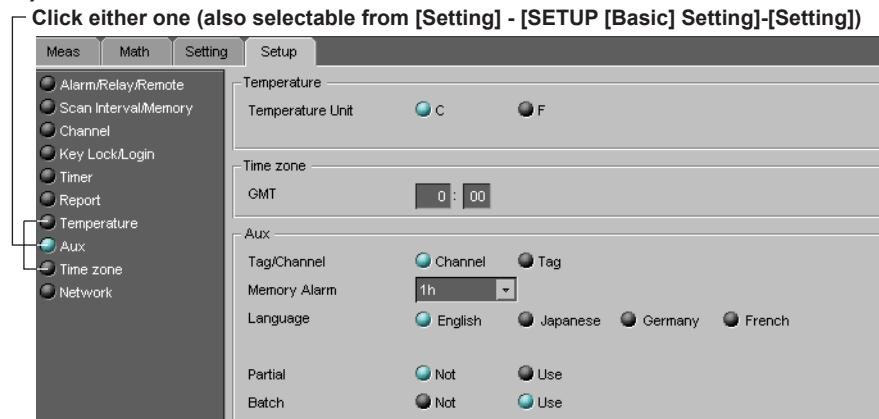 Click either one (also selectable from [Setting] - [SETUP [Basic] Setting]-[Setting])
Meas Math Setting Setup
Alarm/Relay/Remote
Scan Interval/Memory
Channel
Key Lock/Login
Timer
Report
Temperature
Aux
Time zone
Network
Temperature
Temperature Unit C F
Time zone
GMT 0 : 00
Aux
Tag/Channel Channel Tag
Memory Alarm 1h
Language English Japanese Germany French
Partial Not Use
Batch Not Use